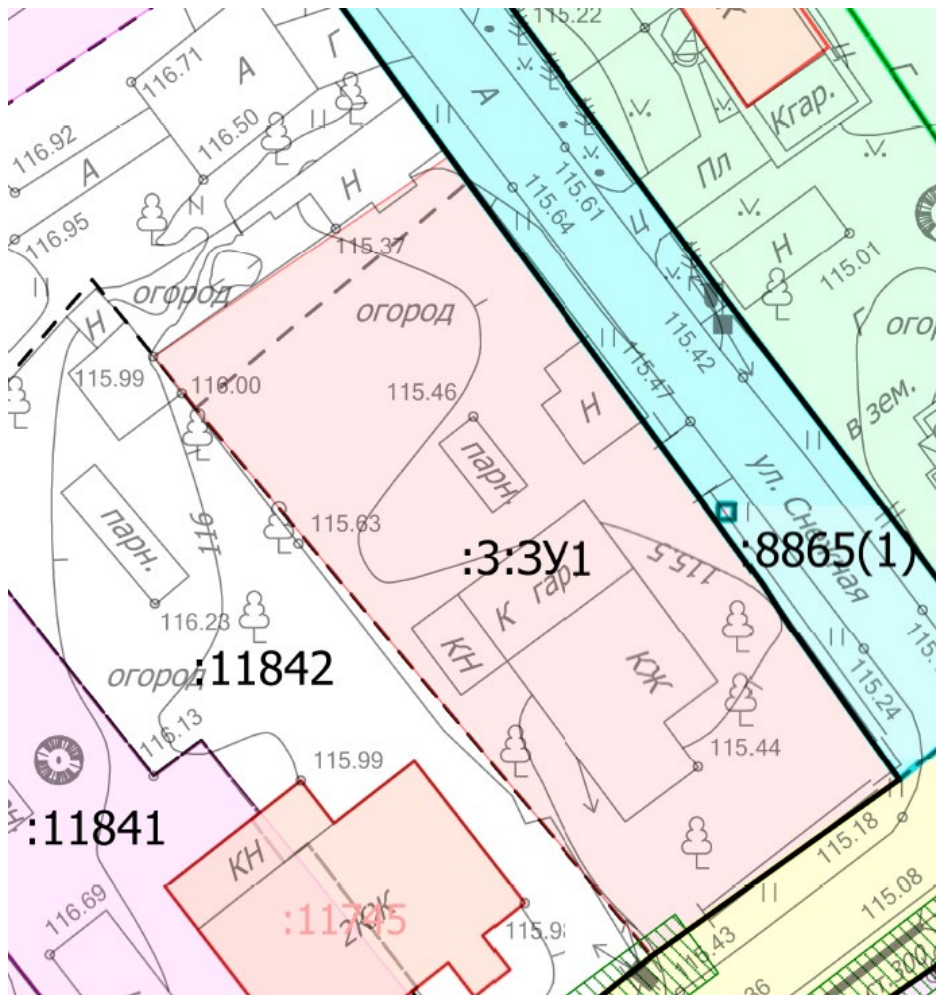 115.22
К
116.71
А
Г
А
Кгар.
Г
116.92
116.50
А
Н
115.61
Пл
116.95
115.64
Ц
Н
115.37
115.01
огород
огород
Н
Г
115.42
115.99
116.00
115.46
115.47
Н
в зем.
парн.
ул. Снежная
парн.
116
115.63
:3:ЗУ1
:8865(1)
гар.
115.5
К
116.23
КН
КЖ
огород
:11842
115.24
116.13
115.99
115.44
:11841
115.18
КН
:11745
2КЖ
116.69
115.08
115.43